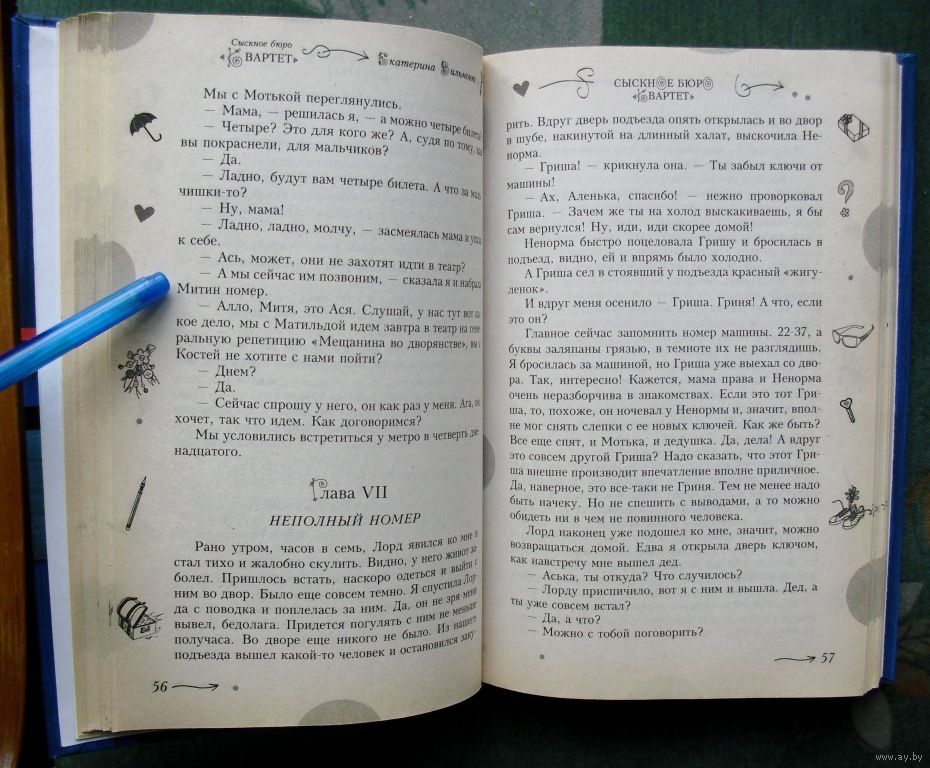 Сыскное бюро
«КВАРТЕТ»
Екатерина Вильмонт
Мы с Мотькой переглянулись.
— Мама, — решилась я, — а можно четыре билета?
— Четыре? Это для кого же? А, судя по тому, как
вы покраснели, для мальчиков?
— Да.
— Ладно, будут вам четыре билета. А что за маль
чишки-то?
— Ну, мама!
— Ладно, ладно, молчу, — засмеялась мама и ушла
к себе.
— Ась, может, они не захотят идти в театр?
— А мы сейчас им позвоним, — сказала я и набрала
Митин номер.
— Алло, Митя, это Ася. Слушай, у нас тут вот ка
кое дело, мы с Матильдой идем завтра в театр на гене
ральную репетицию «Мещанина во дворянстве», вы с
Костей не хотите с нами пойти?
— Днем?
— Да.
— Сейчас спрошу у него, он как раз у меня. Ага, он
хочет, так что идем. Как договоримся?
— Да.
Мы условились встретиться у метро в четверть две
надцатого.
Глава VII
НЕПОЛНЫЙ НОМЕР
Рано утром, часов в семь, Лорд явился ко мне и
стал тихо и жалобно скулить. Видно, у него живот за-
болел. Пришлось встать, наскоро одеться и выйти с
ним во двор. Было еще совсем темно. Я спустила Лор-
да с поводка и поплелась за ним. Да, он не зря меня
вывел, бедолага. Придется погулять с ним не меньше
получаса. Во дворе еще никого не было. Из нашего
подъезда вышел какой-то человек и остановился заку
56
СЫСКНОЕ БЮРО
«КВАРТЕТ»
рить. Вдруг дверь подъезда опять открылась и во двор
в шубе, накинутой на длинный халат, выскочила Не-
норма.
— Гриша! — крикнула она. — Ты забыл ключи от
машины!
— Ах, Аленька, спасибо! — нежно проворковал
Гриша. — Зачем же ты на холод выскакиваешь, я бы
сам вернулся! Ну, иди, иди скорее домой!
Ненорма быстро поцеловала Гришу и бросилась в
подъезд, видно, ей и впрямь было холодно.
А Гриша сел в стоявший у подъезда красный «жигу-
ленок».
И вдруг меня осенило — Гриша. Гриня! А что, если
это он?
Главное сейчас запомнить номер машины. 22-37, а
буквы заляпаны грязью, в темноте их не разглядишь.
Я бросилась за машиной, но Гриша уже выехал со дво-
ра. Так, интересно! Кажется, мама права и Ненорма
очень неразборчива в знакомствах. Если это тот Гри-
ша, то, похоже, он ночевал у Ненормы и, значит, впол-
не мог снять слепки с ее новых ключей. Как же быть?
Все еще спят, и Мотька, и дедушка. Да, дела! А вдруг
это совсем другой Гриша? Надо сказать, что этот Гри-
ша внешне производит впечатление вполне приличное.
Да, наверное, это все-таки не Гриня. Тем не менее надо
быть начеку. Но не спешить с выводами, а то можно
обидеть ни в чем не повинного человека.
Лорд наконец уже подошел ко мне, значит, можно
возвращаться домой. Едва я открыла дверь ключом,
как навстречу мне вышел дед.
— Аська, ты откуда? Что случилось?
— Лорду приспичило, вот я с ним и вышла. Дед, а
ты уже совсем встал?
— Да, а что?
— Можно с тобой поговорить?
57
www.ay.by